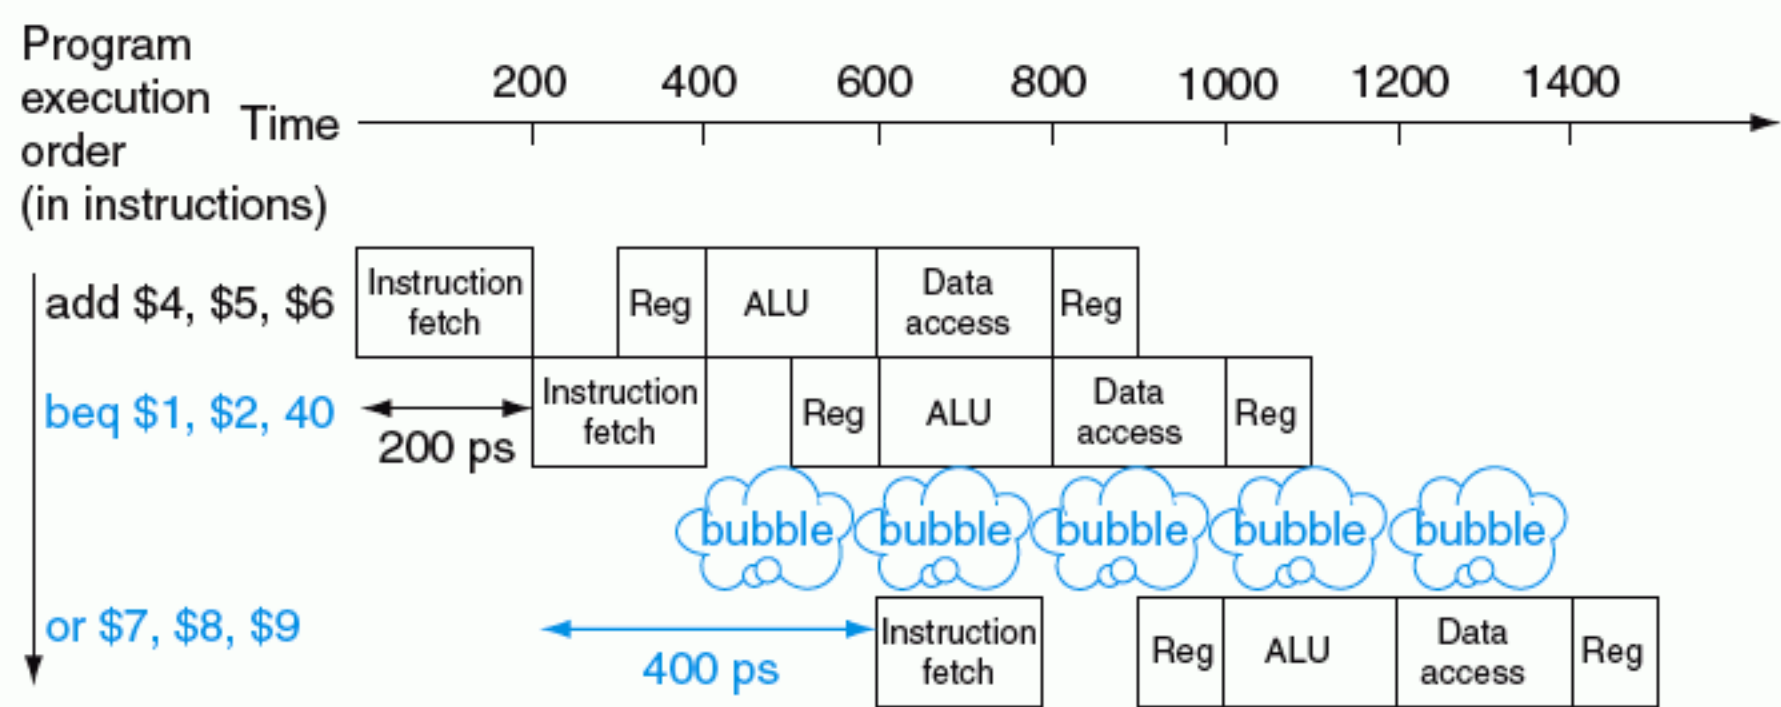 Program
execution
order
(in instructions)
Time
200 400 600 800 1000 1200 1400
add $4, $5, $6
Instruction
fetch
Reg
ALU
Data
access
Reg
beq $1, $2, 40
200 ps
Instruction
fetch
Reg
ALU
Data
access
Reg
bubble bubble bubble bubble bubble
or $7, $8, $9
400 ps
Instruction
fetch
Reg
ALU
Data
access
Reg